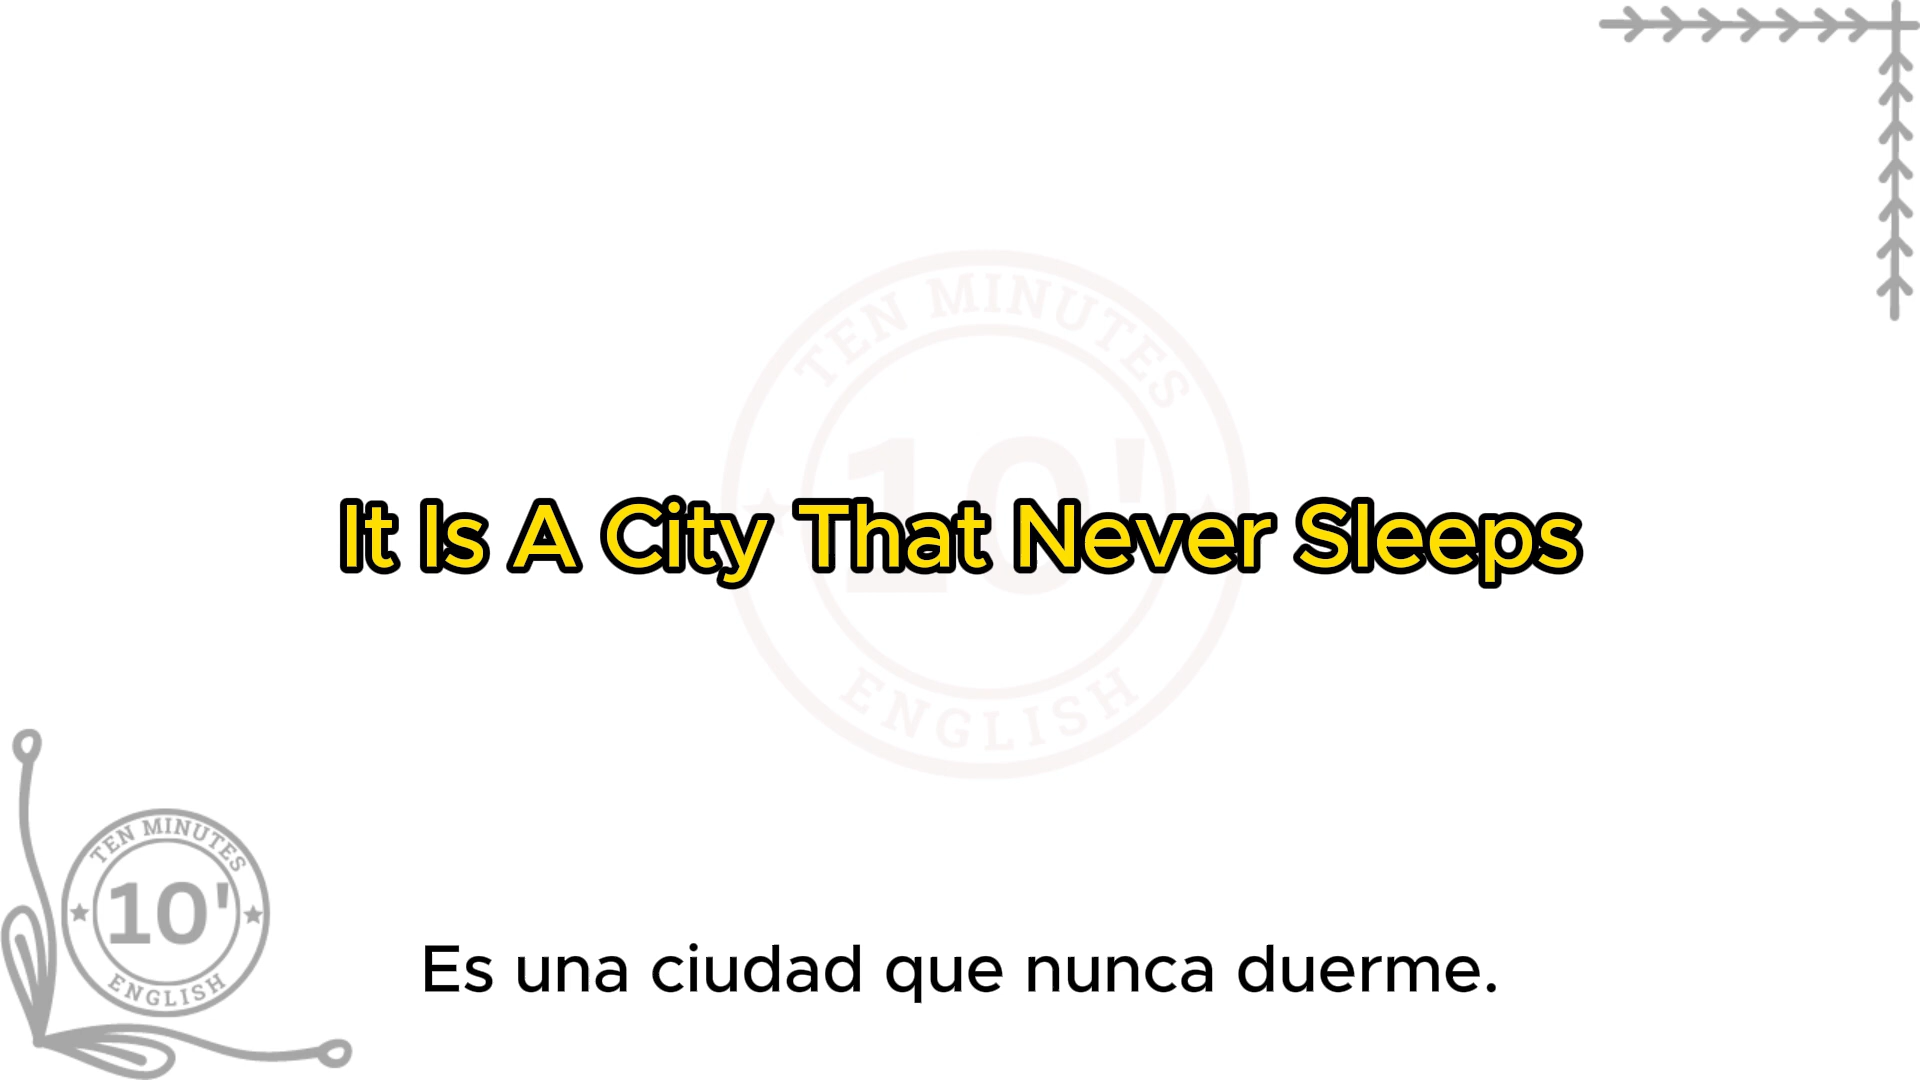 TEN MINUTES
10'
ENGLISH
It Is A City That Never Sleeps
TEN MINUTES
10'
ENGLISH
Es una ciudad que nunca duerme.